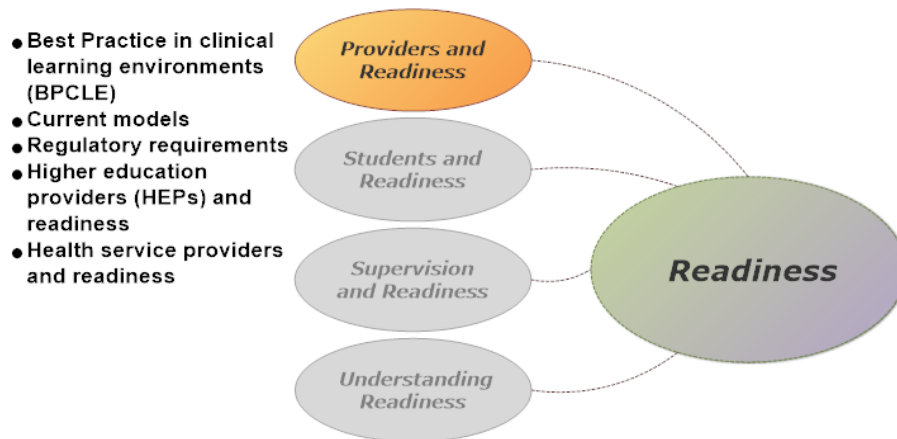 ● Best Practice in clinical
learning environments
(BPCLE)
● Current models
● Regulatory requirements
● Higher education
providers (HEPs) and
readiness
● Health service providers
and readiness
Providers and
Readiness
Students and
Readiness
Supervision
and Readiness
Understanding
Readiness
Readiness